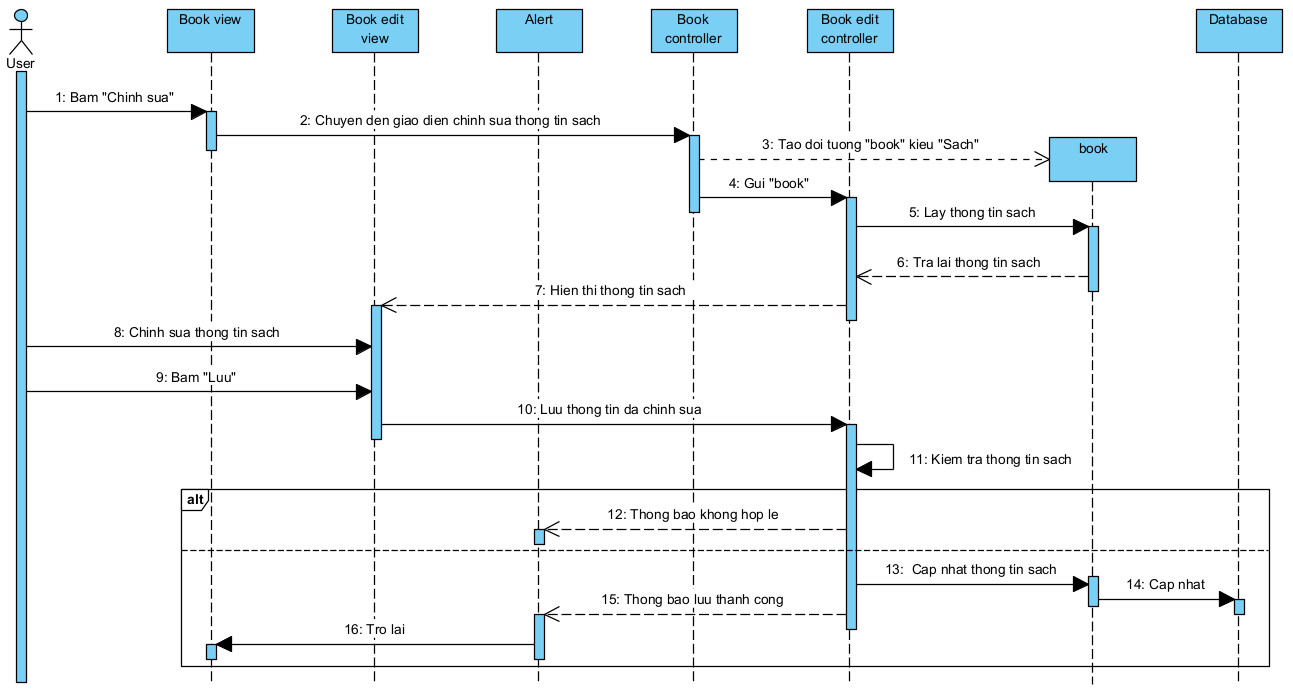 Book view
Book edit
view
Alert
Book
controller
Book edit
controller
Database
User
1: Bam "Chinh sua"
2: Chuyen den giao dien chinh sua thong tin sach
3: Tao doi tuong "book" kieu "Sach"
book
4: Gui "book"
5: Lay thong tin sach
6: Tra lai thong tin sach
7: Hien thi thong tin sach
8: Chinh sua thong tin sach
9: Bam "Luu"
10: Luu thong tin da chinh sua
11: Kiem tra thong tin sach
alt
12: Thong bao khong hop le
13:  Cap nhat thong tin sach
14: Cap nhat
15: Thong bao luu thanh cong
16: Tro lai